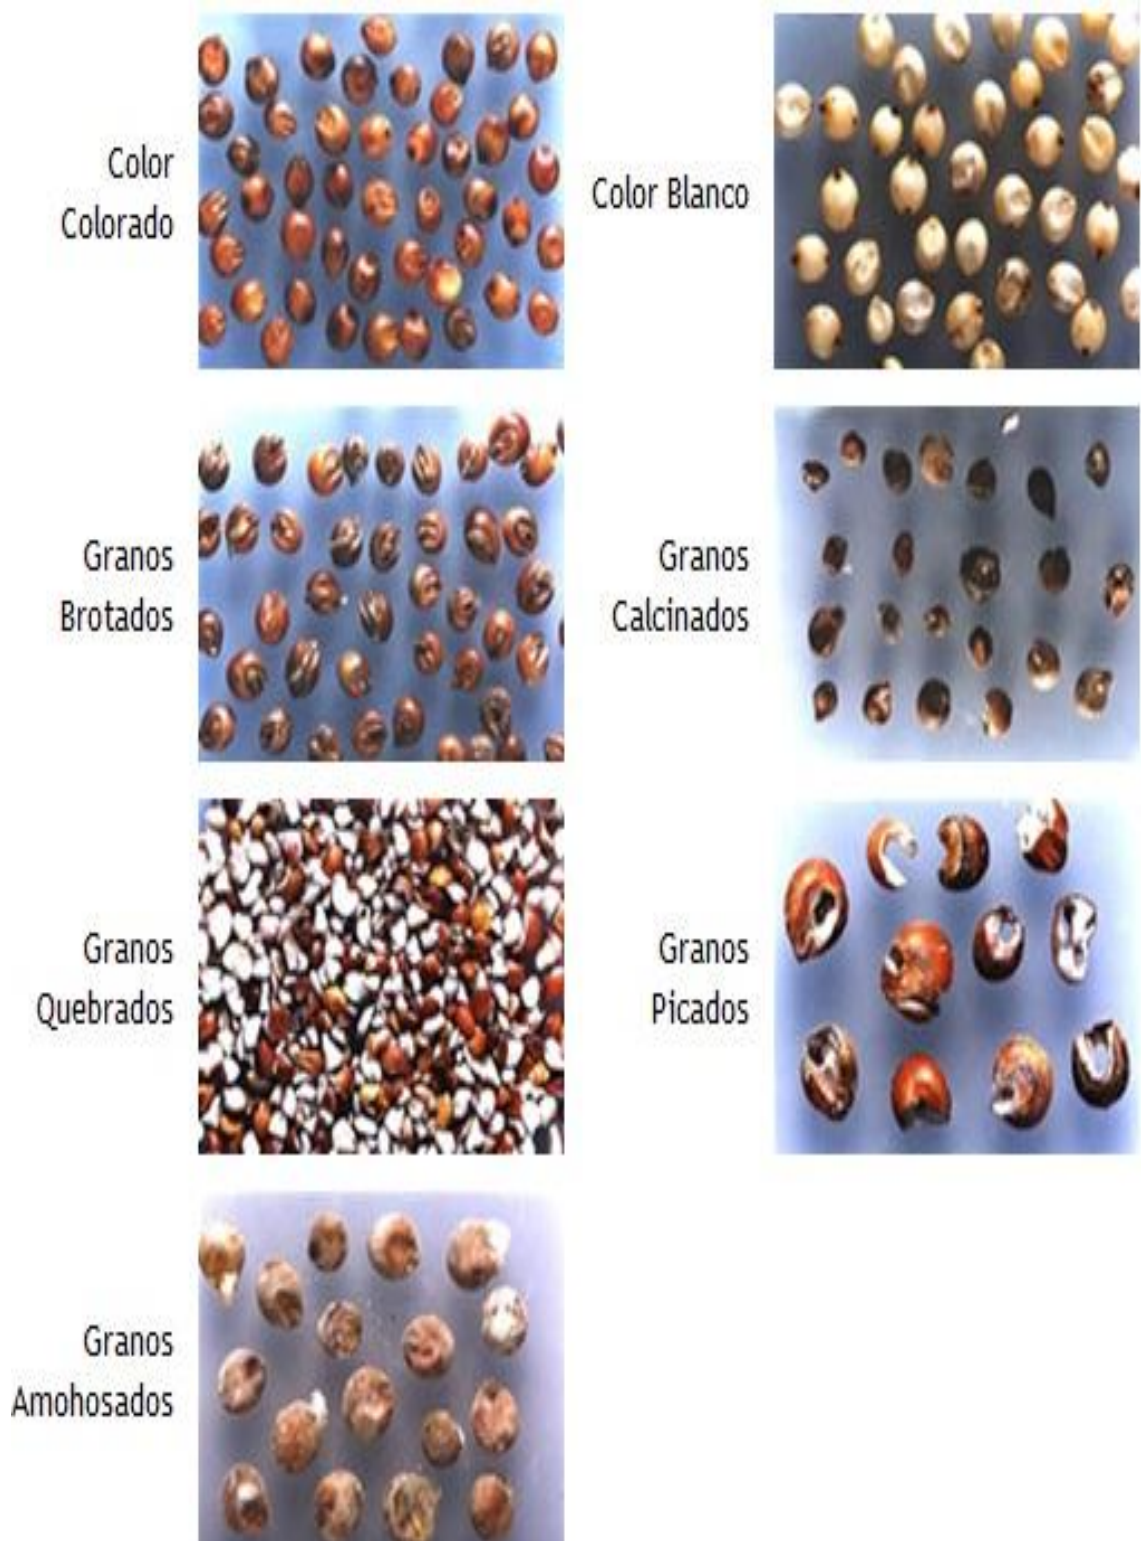 Color
Colorado
Color Blanco
Granos
Brotados
Granos
Calcinados
Granos
Quebrados
Granos
Picados
Granos
Amohosados